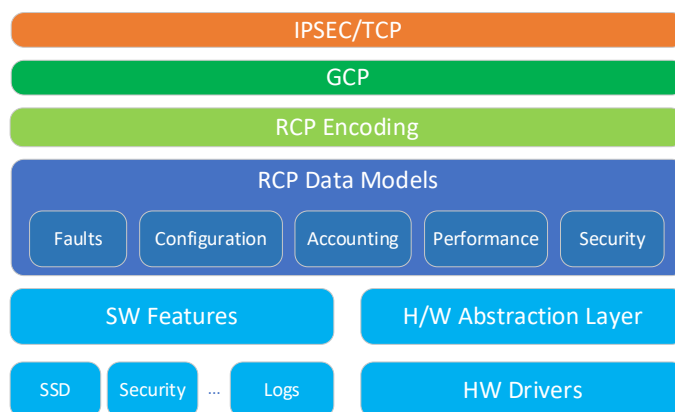 IPSEC/TCP
GCP
RCP Encoding
RCP Data Models
Faults Configuration Accounting Performance Security
SW Features H/W Abstraction Layer
SSD Security ... Logs HW Drivers